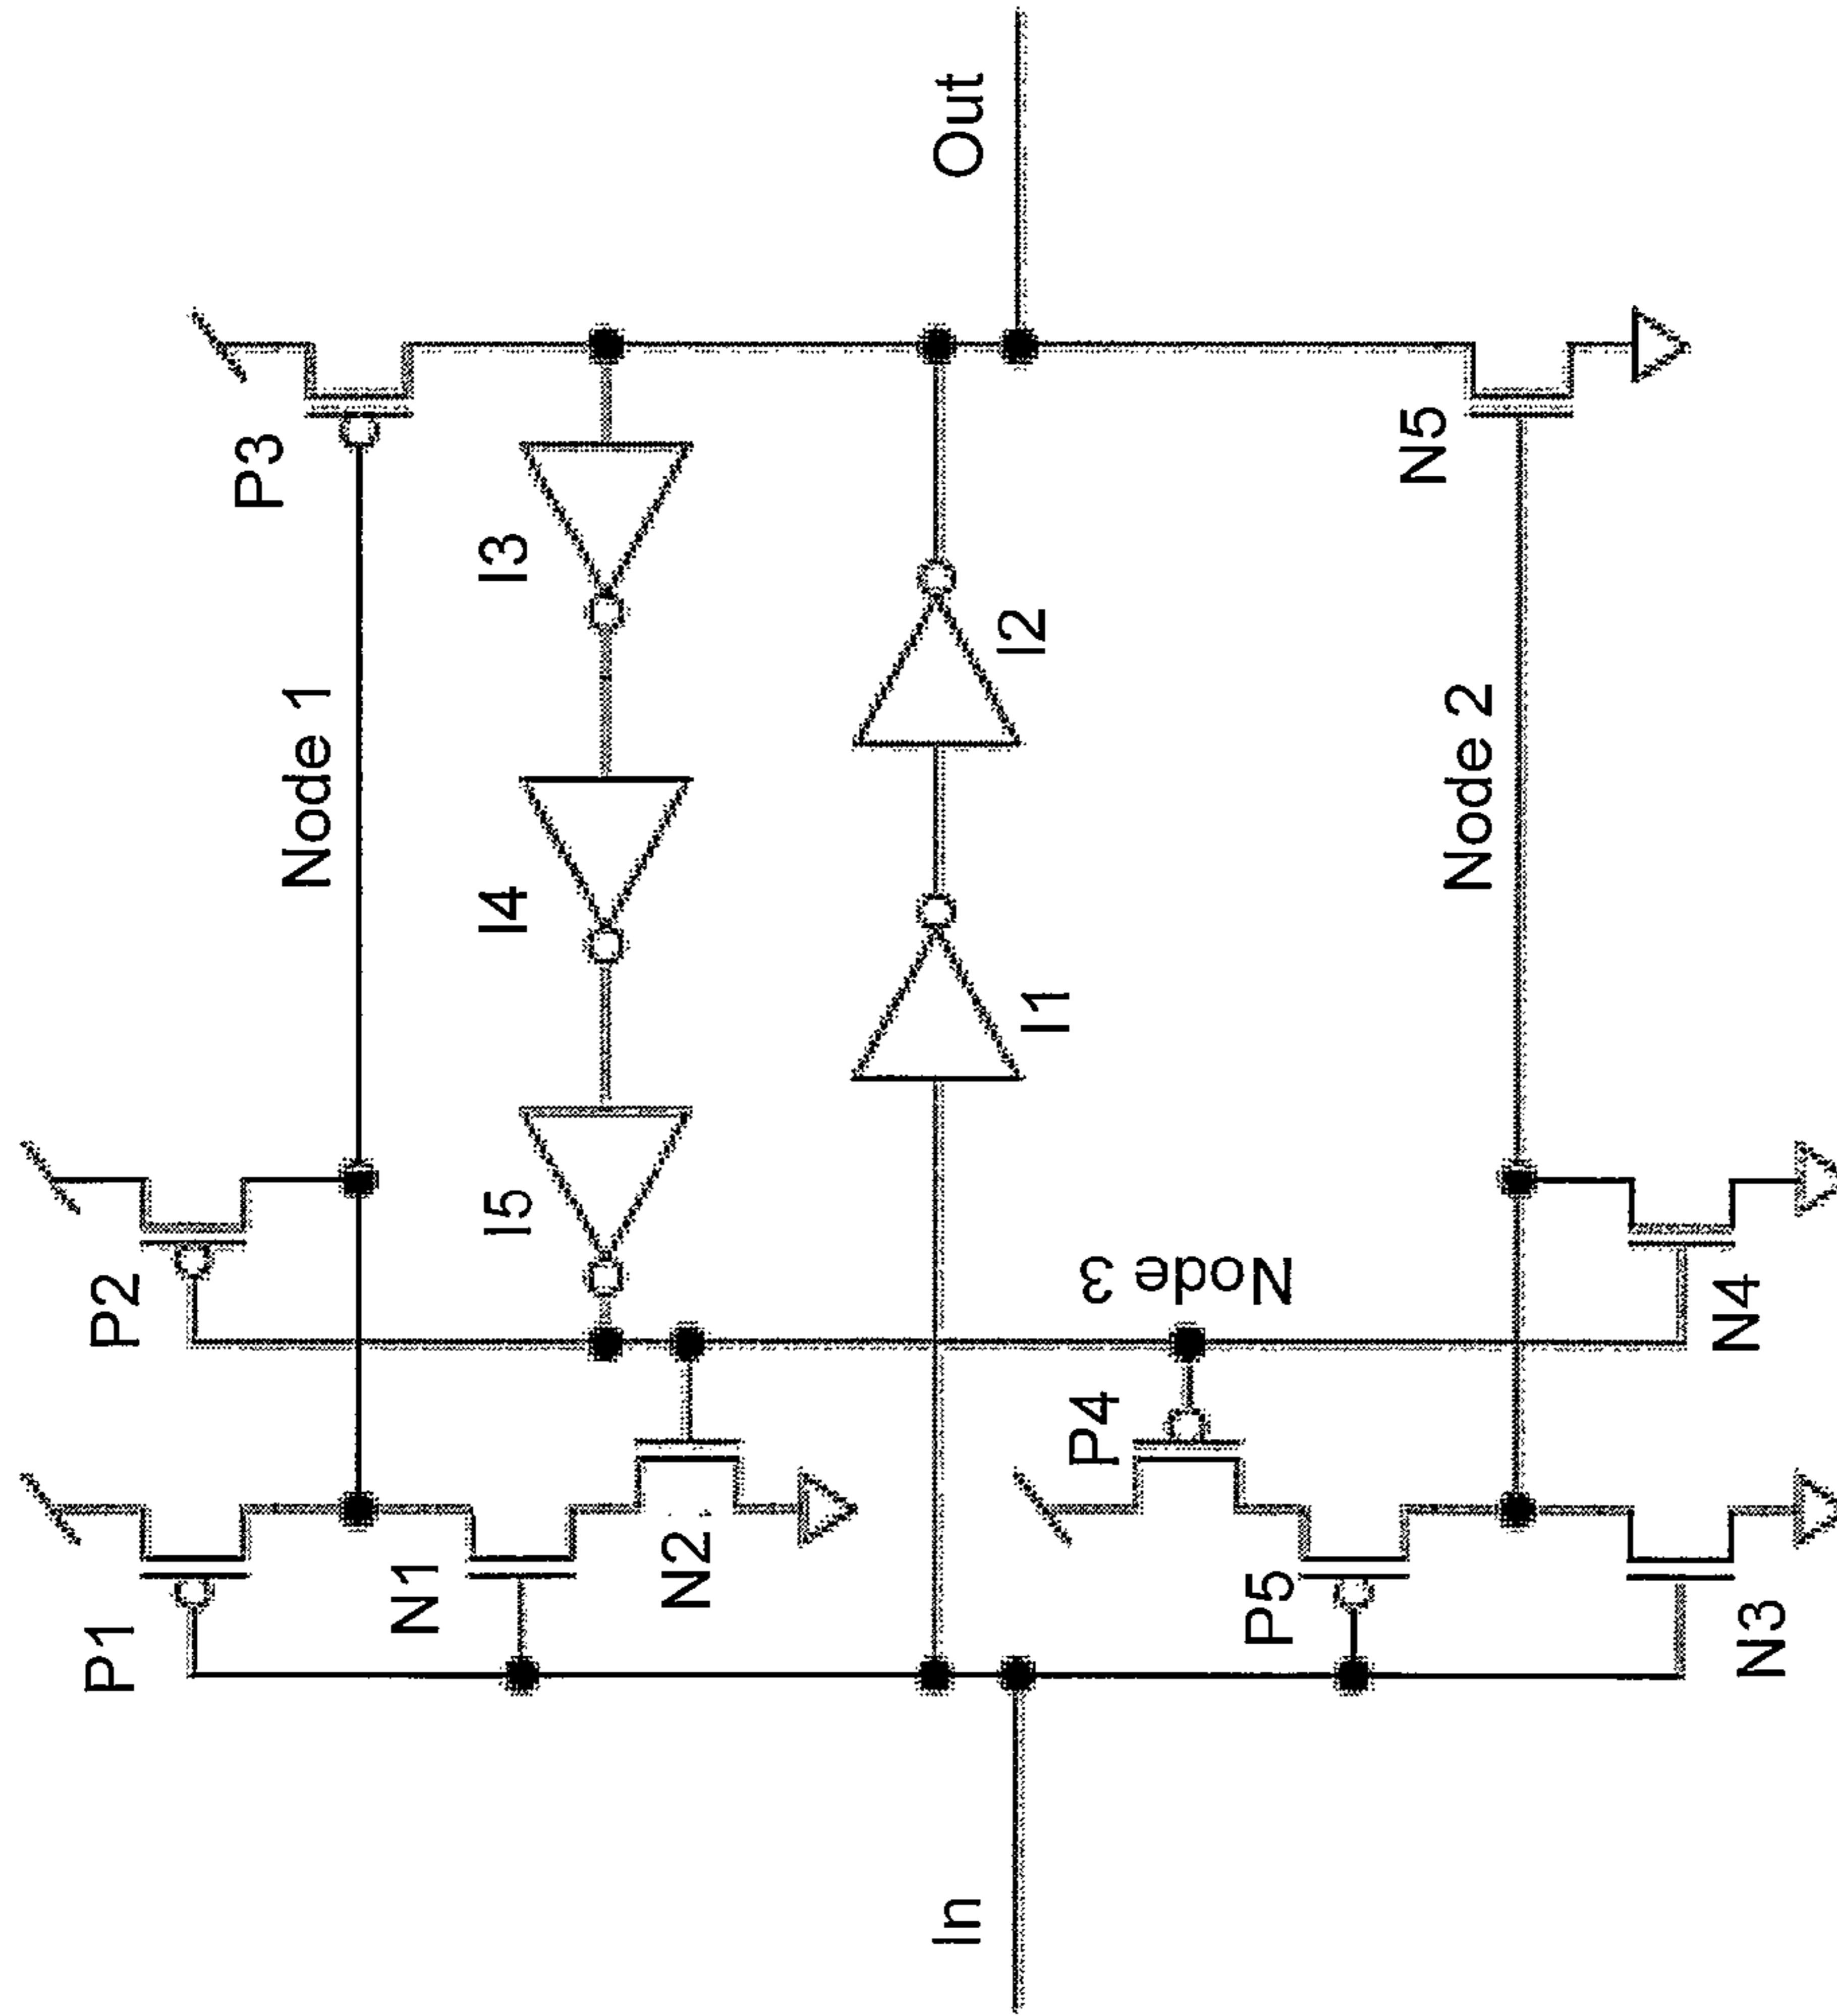 P2
P1
P3
Node 1
N1
I3
I4
I5
N2
Out
In
I2
I1
Node 3
P4
P5
N5
Node 2
N4
N3